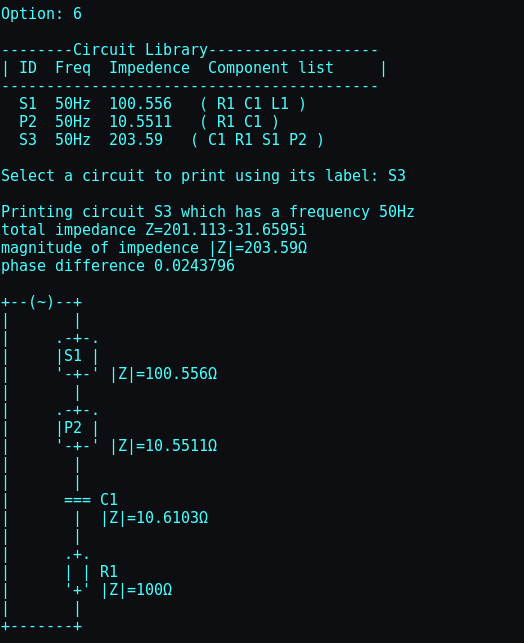 Option: 6

--------Circuit Library-------------------
| ID  Freq  Impedence  Component list     |
------------------------------------------
  S1  50Hz  100.556   ( R1 C1 L1 )
  P2  50Hz  10.5511   ( R1 C1 )
  S3  50Hz  203.59   ( C1 R1 S1 P2 )

Select a circuit to print using its label: S3

Printing circuit S3 which has a frequency 50Hz
total impedance Z=201.113-31.6595i
magnitude of impedence |Z|=203.59Ω
phase difference 0.0243796

+--(~)--+
|       |
|     .-+-.
|     |S1 |
|     '-+-' |Z|=100.556Ω
|       |
|     .-+-.
|     |P2 |
|     '-+-' |Z|=10.5511Ω
|       |
|       |
|      === C1
|       |  |Z|=10.6103Ω
|       |
|      .+.
|      | | R1
|      '+' |Z|=100Ω
|       |
+-------+